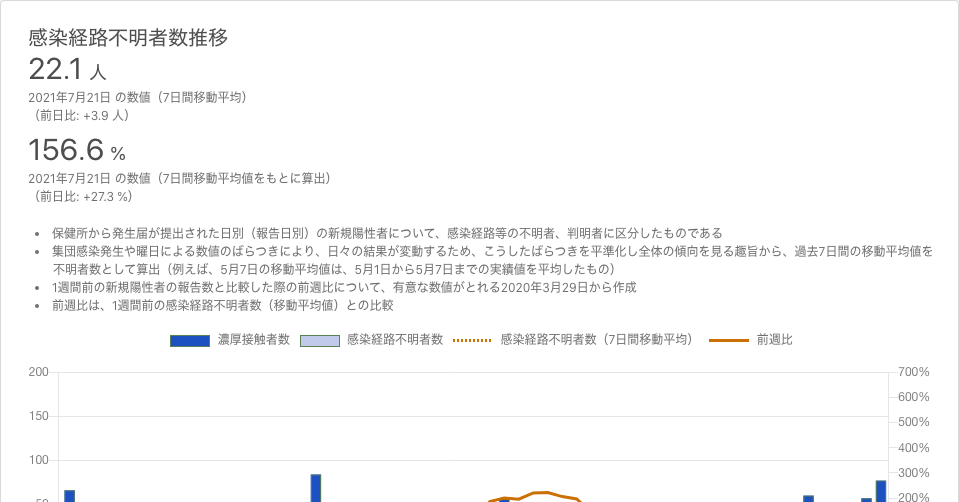 感染経路不明者数推移
22.1 人
2021年7月21日 の数値（7日間移動平均）
（前日比: +3.9 人）
156.6 %
2021年7月21日 の数値（7日間移動平均値をもとに算出）
（前日比: +27.3 %）
• 保健所から発生届が提出された日別（報告日別）の新規陽性者について、感染経路等の不明者、判明者に区分したものである
• 集団感染発生や曜日による数値のばらつきにより、日々の結果が変動するため、こうしたばらつきを平準化し全体の傾向を見る趣旨から、過去7日間の移動平均値を
不明者数として算出（例えば、5月7日の移動平均値は、5月1日から5月7日までの実績値を平均したもの）
• 1週間前の新規陽性者の報告数と比較した際の前週比について、有意な数値がとれる2020年3月29日から作成
• 前週比は、1週間前の感染経路不明者数（移動平均値）との比較
濃厚接触者数 感染経路不明者数 感染経路不明者数（7日間移動平均） 前週比
200 700%
600%
150 500%
400%
100 300%
50 200%